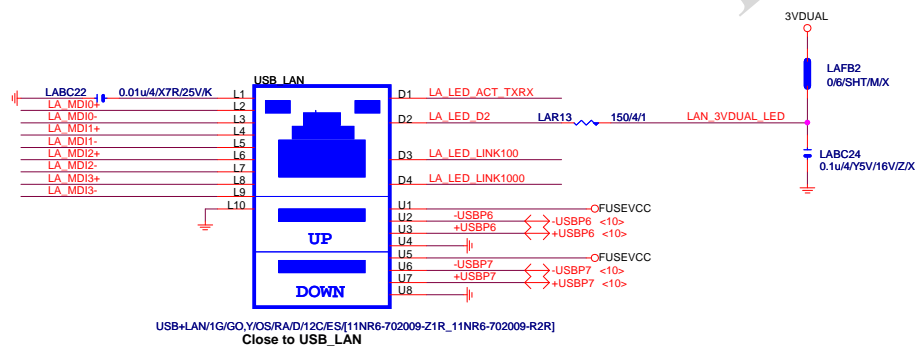 3VDUAL
LAFB2
0/6/SHT/M/X
USB_LAN
LABC22 0.01u/4/X7R/25V/K L1 D1 LA_LED_ACT_TXRX
LA_MDI0+ L2
LA_MDI0- L3 D2 LA_LED_D2 LAR13 150/4/1 LAN_3VDUAL_LED
LA_MDI1+ L4
LA_MDI1- L5
LA_MDI2+ L6 D3 LA_LED_LINK100
LABC24
0.1u/4/Y5V/16V/Z/X
LA_MDI2- L7
LA_MDI3+ L8 D4 LA_LED_LINK1000
LA_MDI3- L9
L10 U1 FUSEVCC
U2 -USBP6 -USBP6 <10>
U3 +USBP6 +USBP6 <10>
UP U4
U5 FUSEVCC
U6 -USBP7 -USBP7 <10>
U7 +USBP7 +USBP7 <10>
DOWN U8
USB+LAN/1G/GO,Y/OS/RA/D/12C/ES/[11NR6-702009-Z1R_11NR6-702009-R2R]
Close to USB_LAN